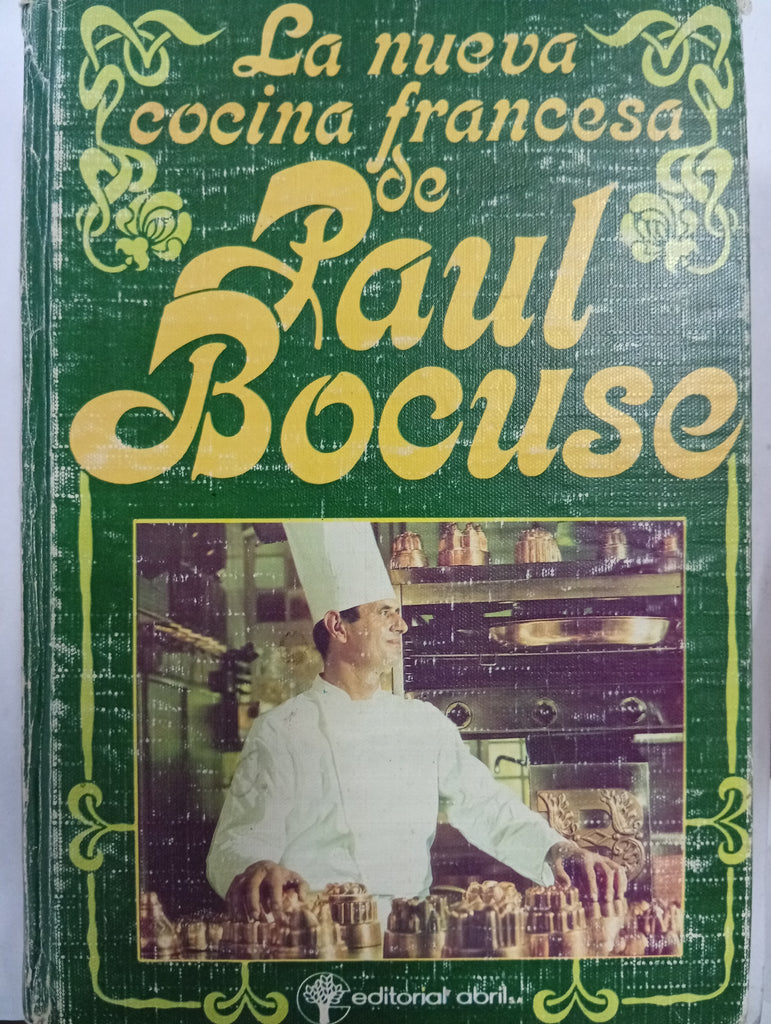 La nueva
cocina francesa
de
Paul
Bocuse
editorial abril s.a.